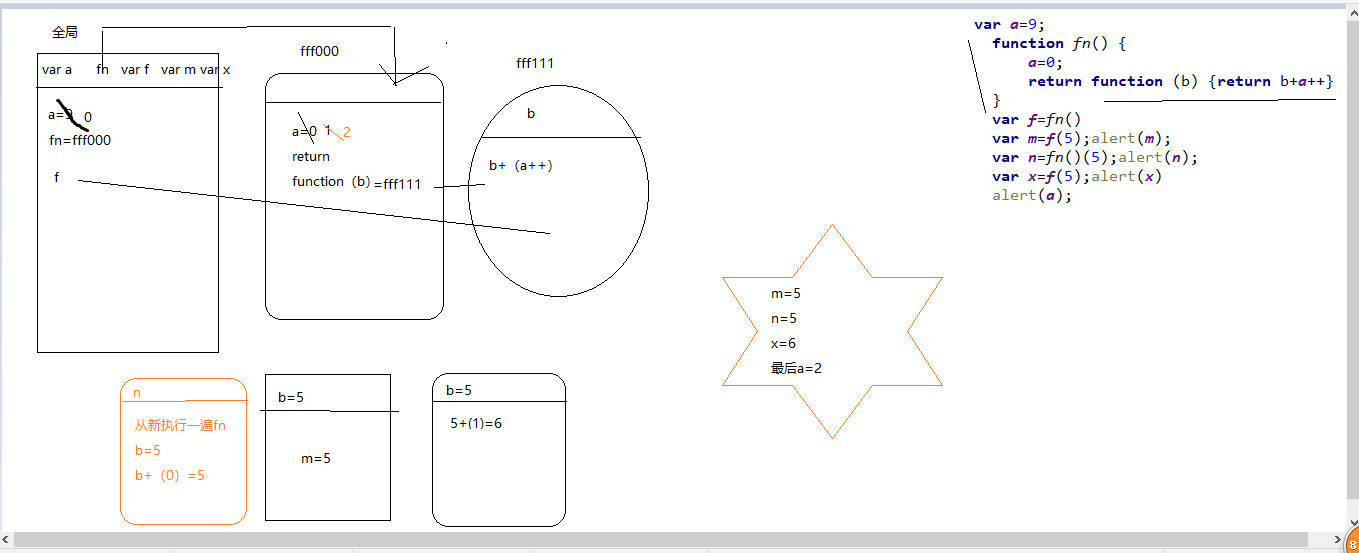 全局
var a fn var f var m var x
a=9 0
fn=fff000
f
fff000
a=0 1 2
return
function（b）=fff111
fff111
b
b+（a++）
n
从新执行一遍fn
b=5
b+（0）=5
b=5
m=5
b=5
5+(1)=6
m=5
n=5
x=6
最后a=2
var a=9;
function fn() {
a=0;
return function (b) {return b+a++}
}
var f=fn()
var m=f(5);alert(m);
var n=fn()(5);alert(n);
var x=f(5);alert(x)
alert(a);